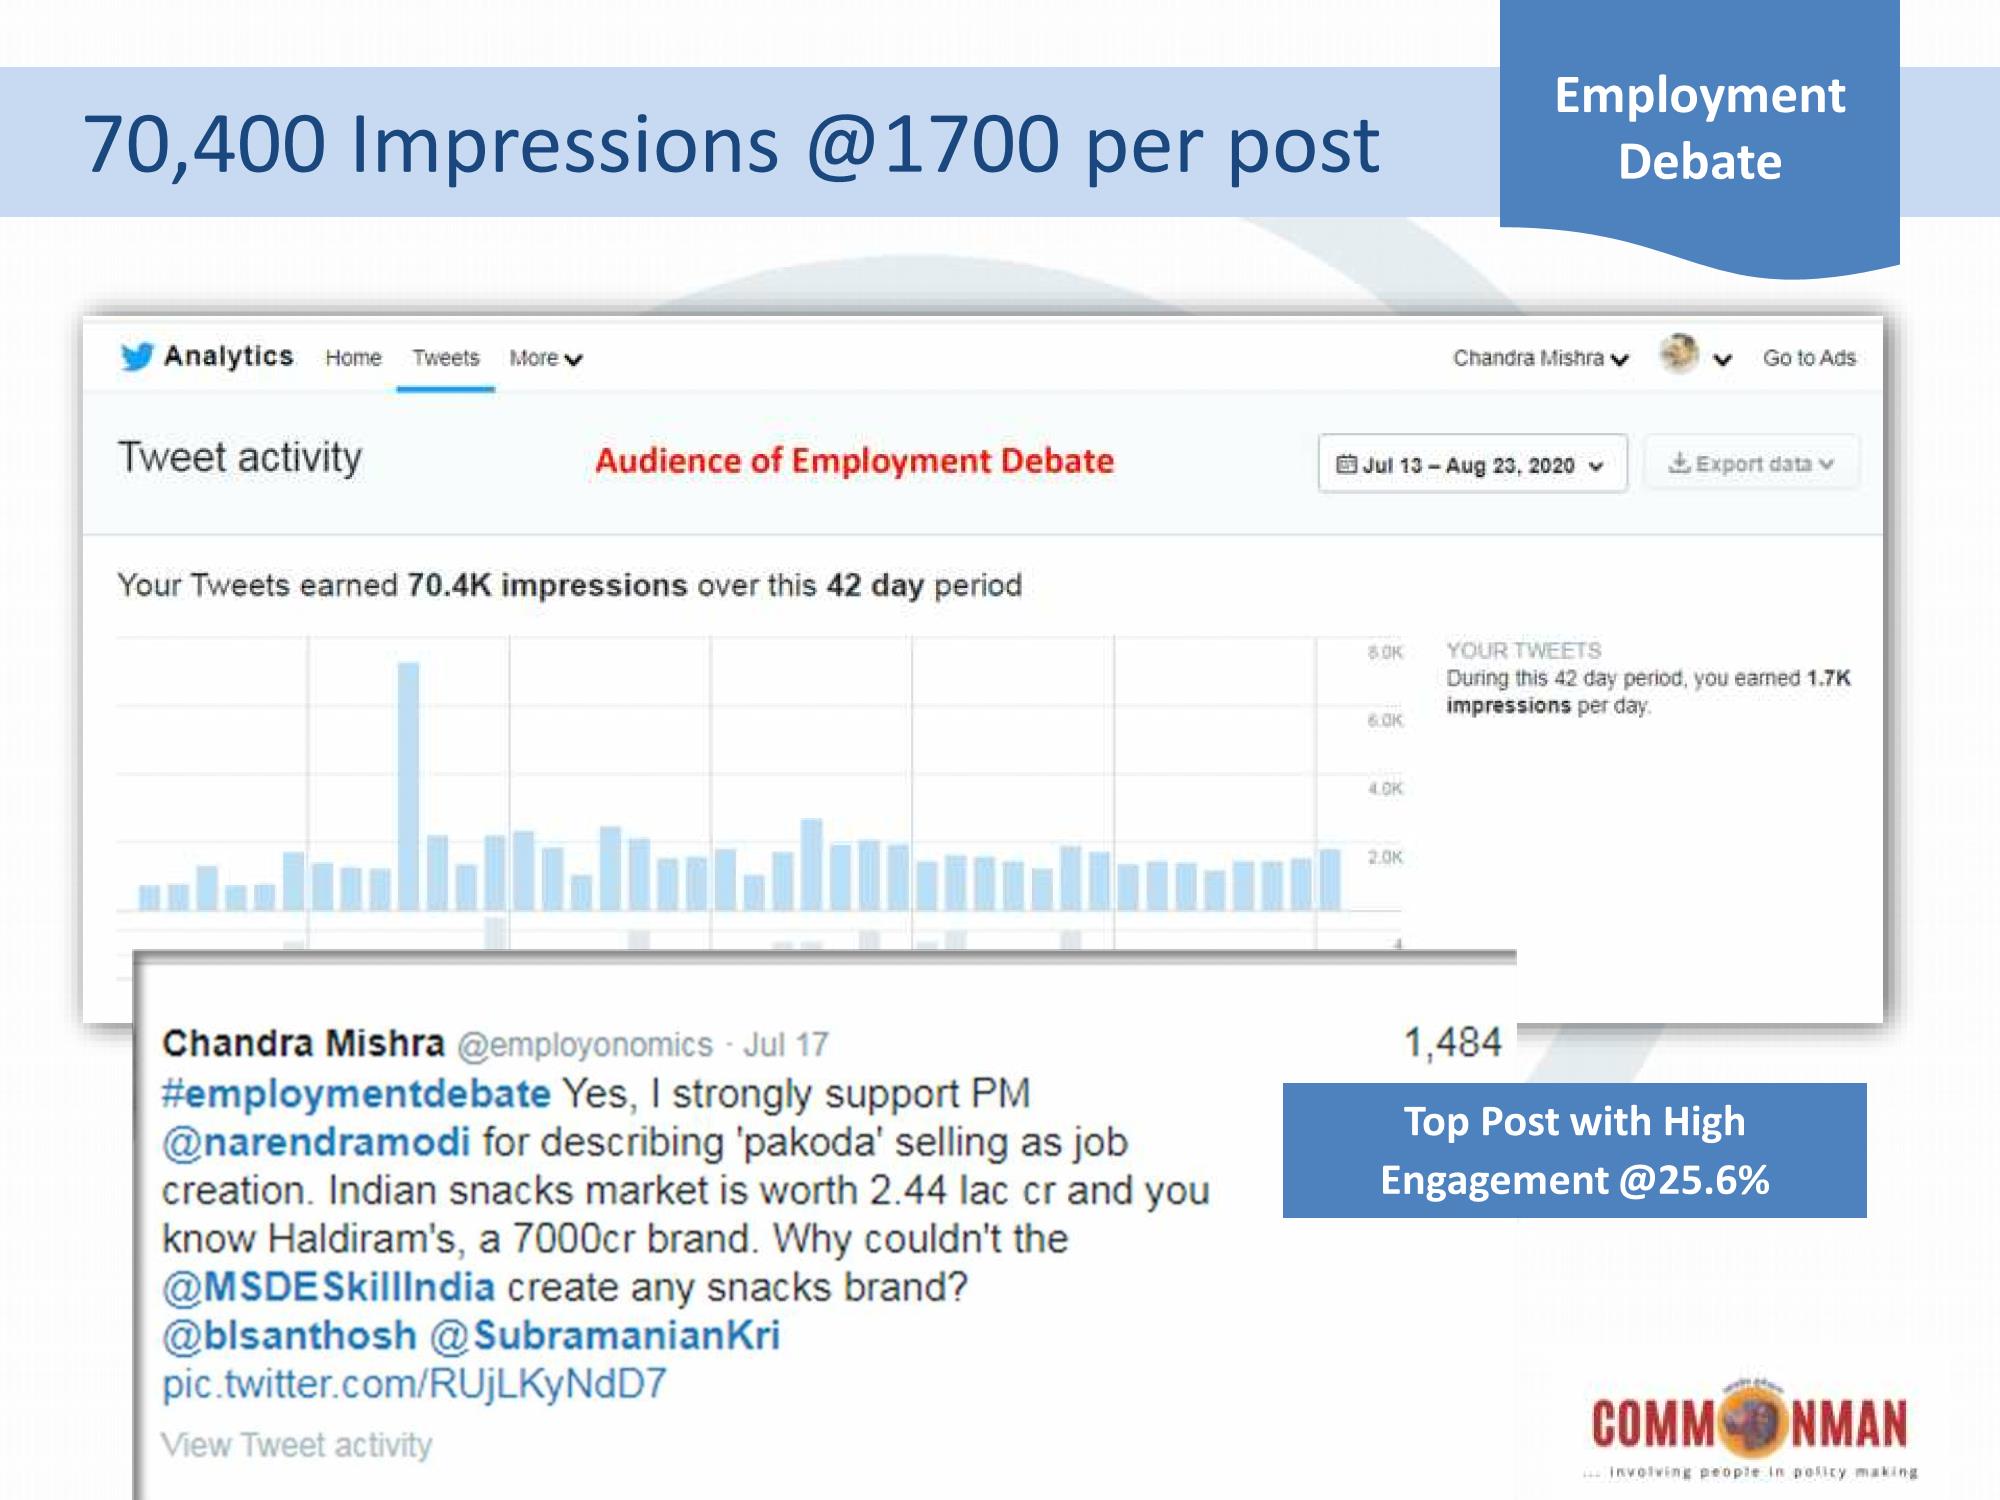 70,400 Impressions @1700 per post
Employment
Debate
Analytics Home Tweets More
Chandra Mishra Go to Ads
Tweet activity
Audience of Employment Debate
Jul 13 – Aug 23, 2020
Export data
Your Tweets earned 70.4K impressions over this 42 day period
8.0K
6.0K
4.0K
2.0K
4
YOUR TWEETS
During this 42 day period, you earned 1.7K
impressions per day.
Chandra Mishra @employonomics · Jul 17
1,484
#employmentdebate Yes, I strongly support PM
@narendramodi for describing 'pakoda' selling as job
creation. Indian snacks market is worth 2.44 lac cr and you
know Haldiram's, a 7000cr brand. Why couldn't the
@MSDESkillIndia create any snacks brand?
@blsanthosh @SubramanianKri
pic.twitter.com/RUjLKyNdD7
View Tweet activity
Top Post with High
Engagement @25.6%
COMMONMAN
... involving people in policy making